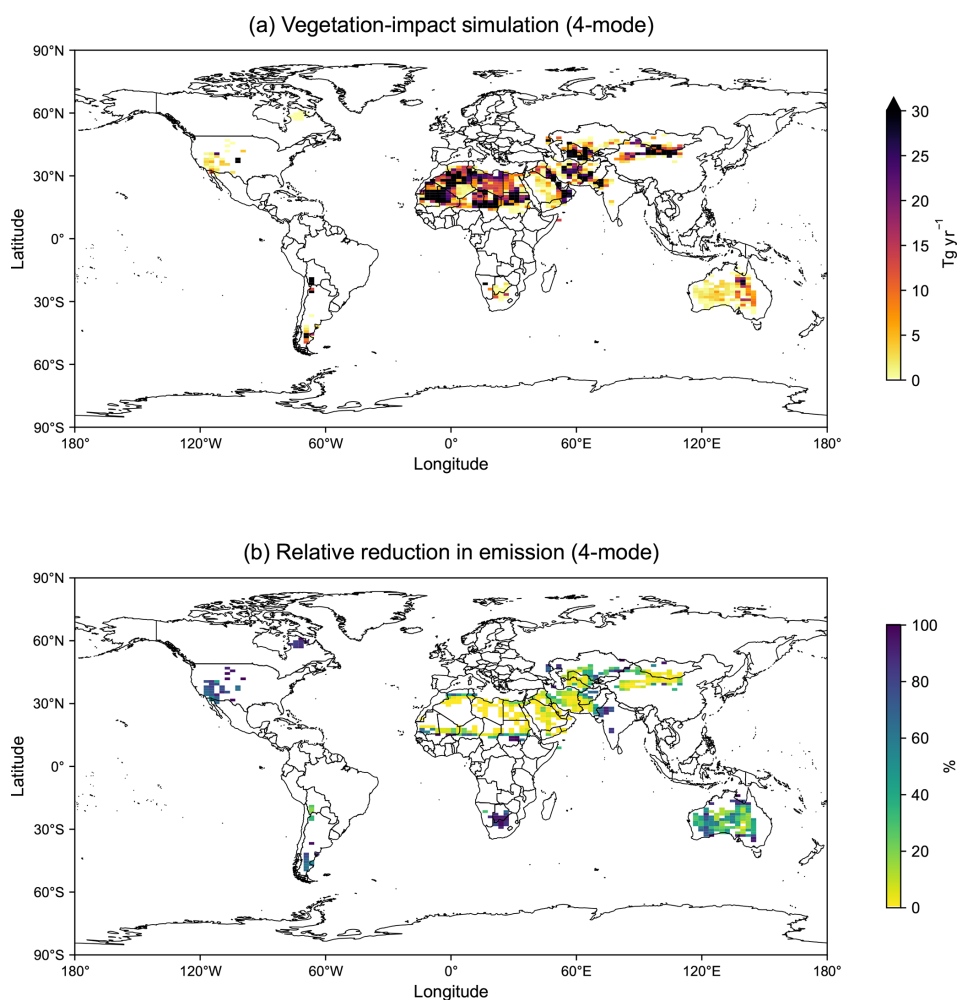 (a) Vegetation-impact simulation (4-mode)
90°N
60°N
30°N
0°
30°S
60°S
90°S
Latitude
180°
120°W
60°W
0°
60°E
120°E
180°
Longitude
30
25
20
15
10
5
0
Tg yr⁻¹
(b) Relative reduction in emission (4-mode)
90°N
60°N
30°N
0°
30°S
60°S
90°S
Latitude
180°
120°W
60°W
0°
60°E
120°E
180°
Longitude
100
80
60
40
20
0
%